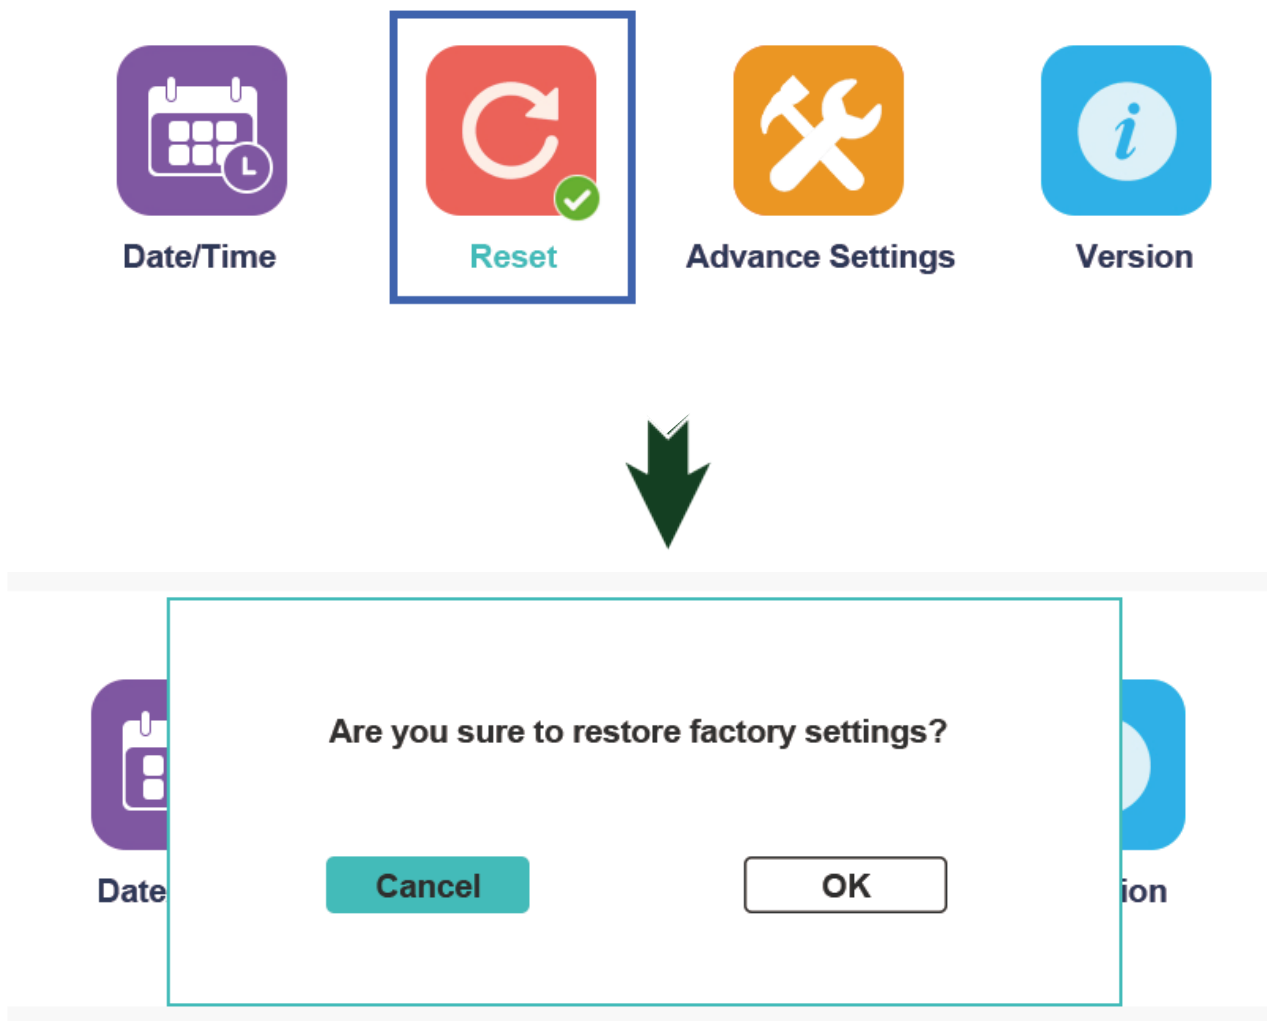 Date/Time
Reset
Advance Settings
Version
Are you sure to restore factory settings?
Cancel
OK
Date
ion